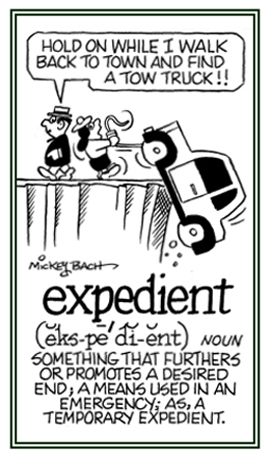 HOLD ON WHILE I WALK
BACK TO TOWN AND FIND
A TOW TRUCK!!
MICKEY BACH
expedient
(ĕks-pē′dĭ-ĕnt) NOUN
SOMETHING THAT FURTHERS
OR PROMOTES A DESIRED
END; A MEANS USED IN AN
EMERGENCY; AS, A
TEMPORARY EXPEDIENT.